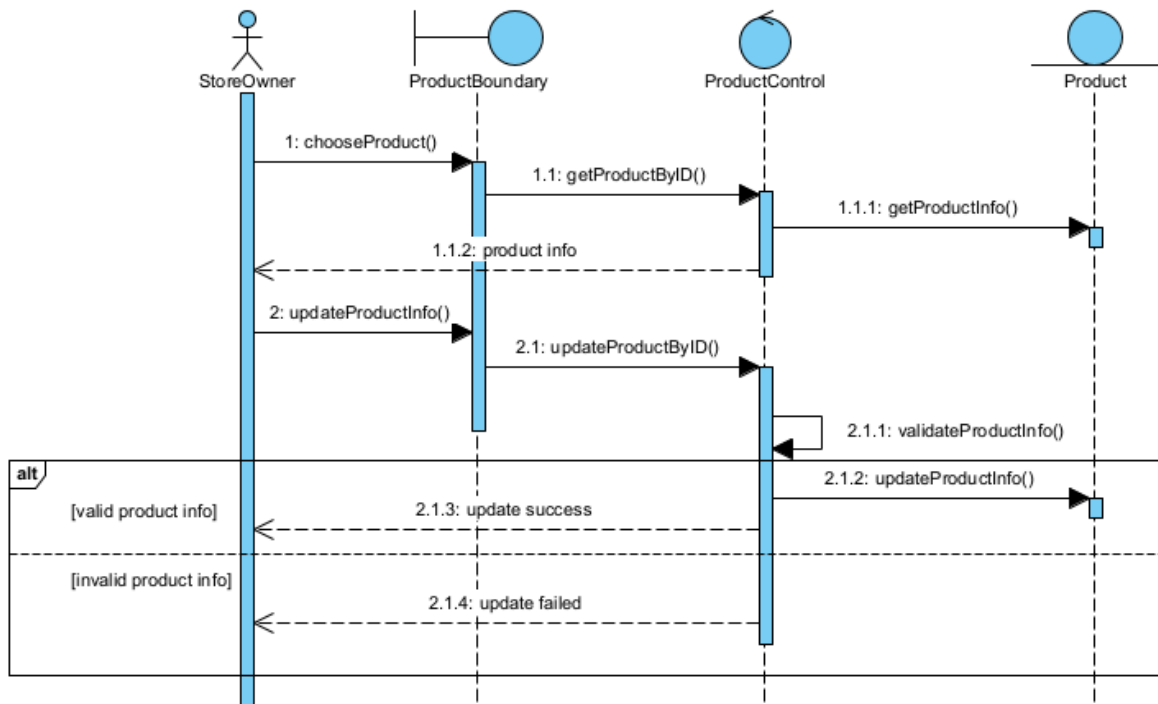 StoreOwner
ProductBoundary
ProductControl
Product
1: chooseProduct()
1.1: getProductByID()
1.1.1: getProductInfo()
1.1.2: product info
2: updateProductInfo()
2.1: updateProductByID()
2.1.1: validateProductInfo()
alt
2.1.2: updateProductInfo()
[valid product info]
2.1.3: update success
[invalid product info]
2.1.4: update failed